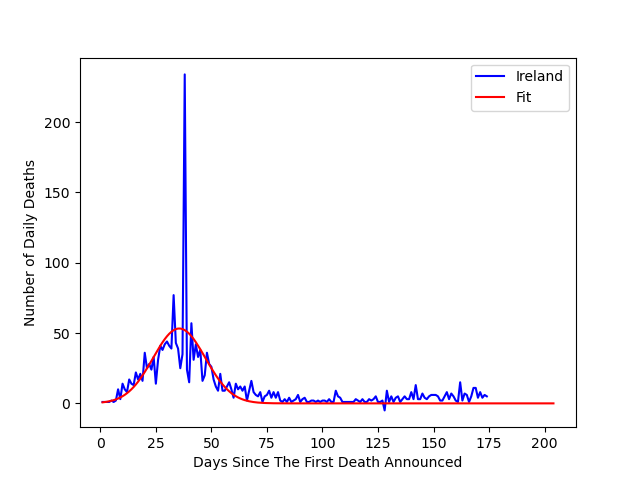 Ireland
Fit
Number of Daily Deaths
200
150
100
50
0
0 25 50 75 100 125 150 175 200
Days Since The First Death Announced